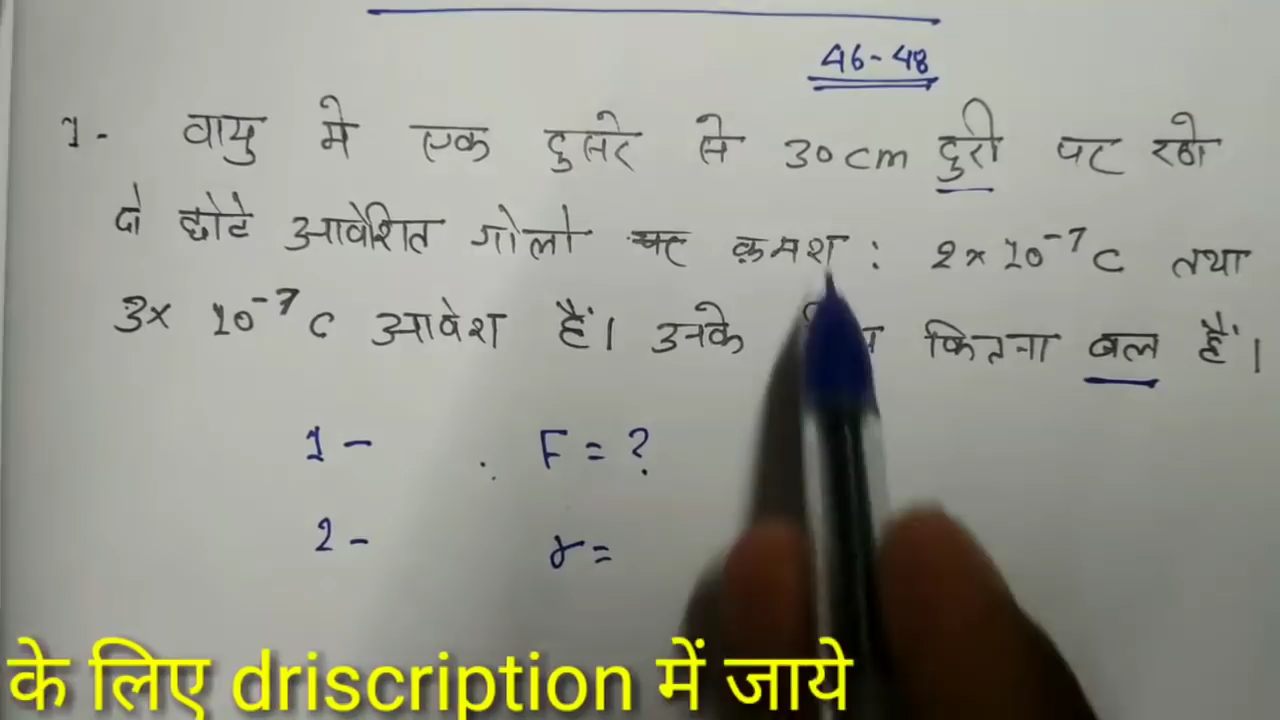 46-48
1- वायु मे एक दुसरे से 30cm दुरी पर रखे
दो छोटे आवेशित गोलो पर क्रमश: 2×10⁻⁷C तथा
3×10⁻⁷C आवेश हैं। उनके कितना बल हैं।
1- F=?
2- r=
के लिए driscription में जाये